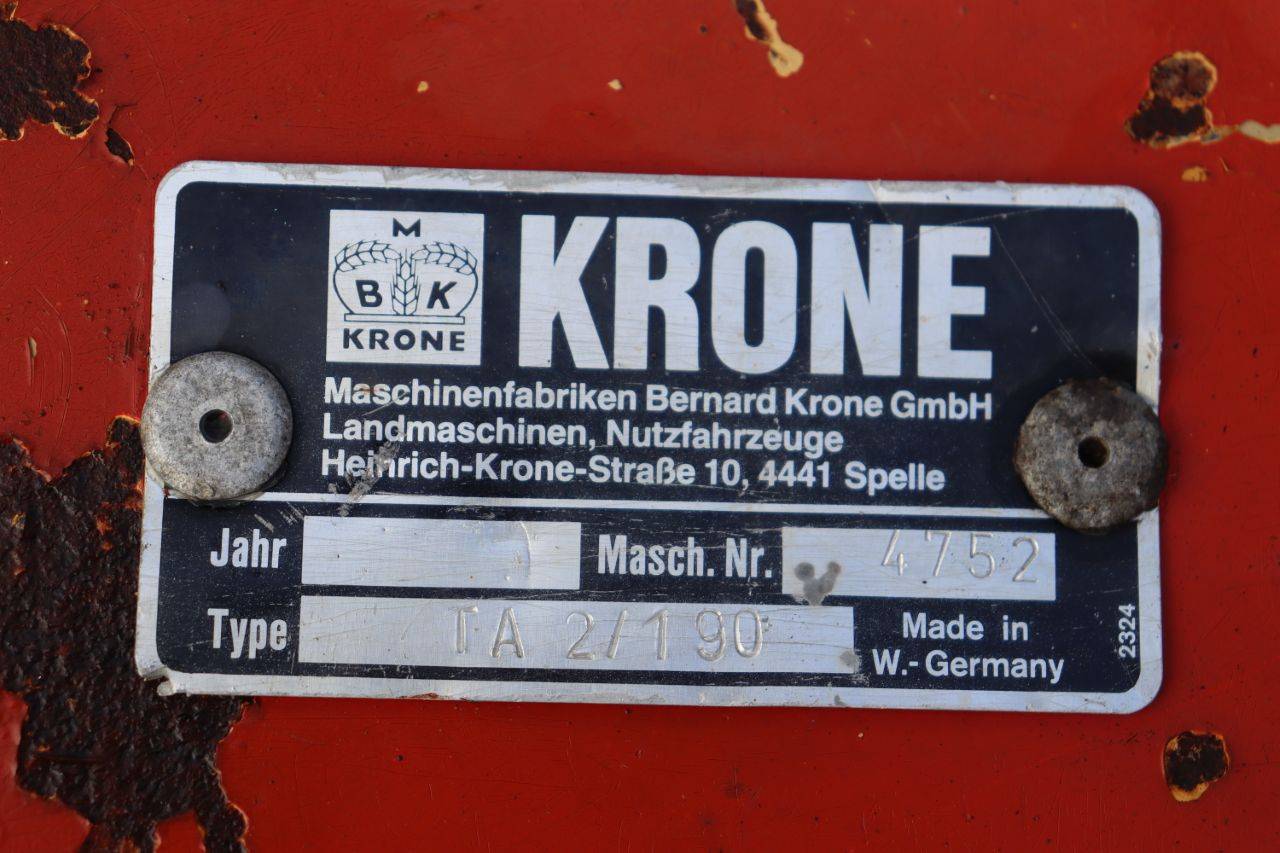 M
B K
KRONE
KRONE
Maschinenfabriken Bernard Krone GmbH
Landmaschinen, Nutzfahrzeuge
Heinrich-Krone-Straße 10, 4441 Spelle
Jahr
Masch. Nr. 4752
Type TA 2/190
Made in
W.- Germany
2324